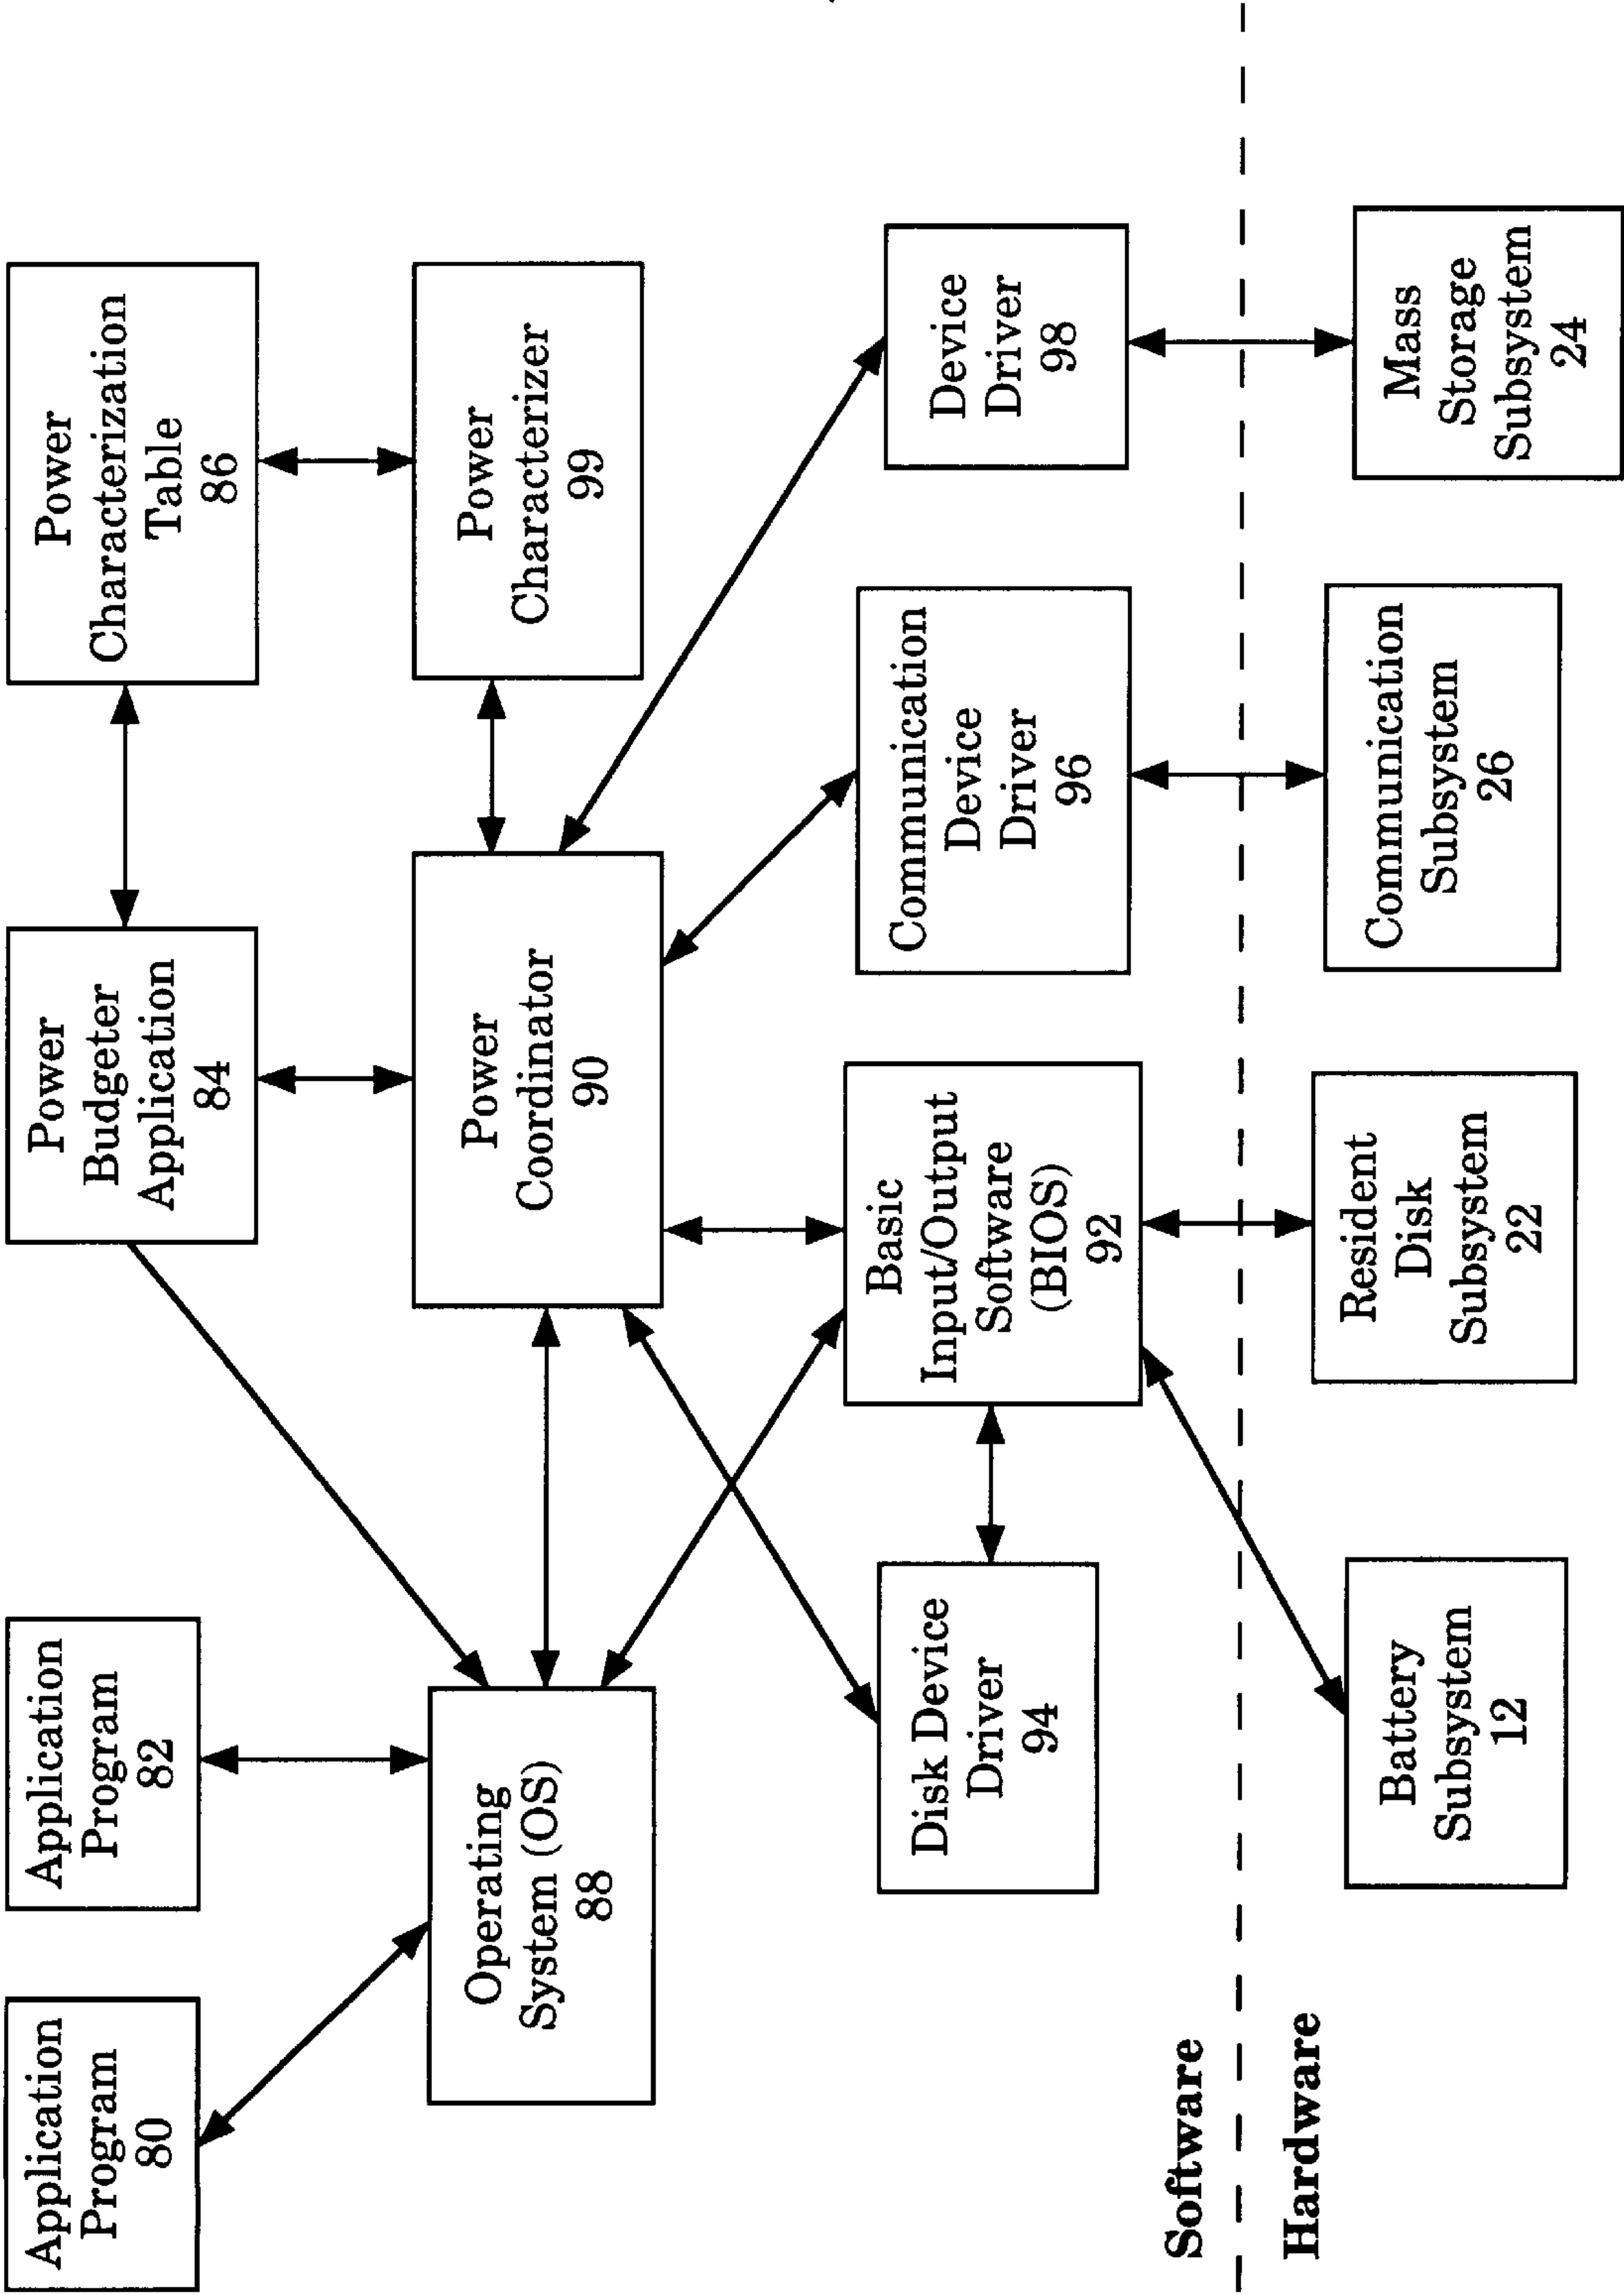 Application
Program
80
Application
Program
82
Power
Budgeter
Application
84
Power
Characterization
Table
86
Operating
System (OS)
88
Power
Coordinator
90
Power
Characterizer
99
Disk Device
Driver
94
Basic
Input/Output
Software
(BIOS)
92
Communication
Device
Driver
96
Device
Driver
98
Software
Hardware
Battery
Subsystem
12
Resident
Disk
Subsystem
22
Communication
Subsystem
26
Mass
Storage
Subsystem
24